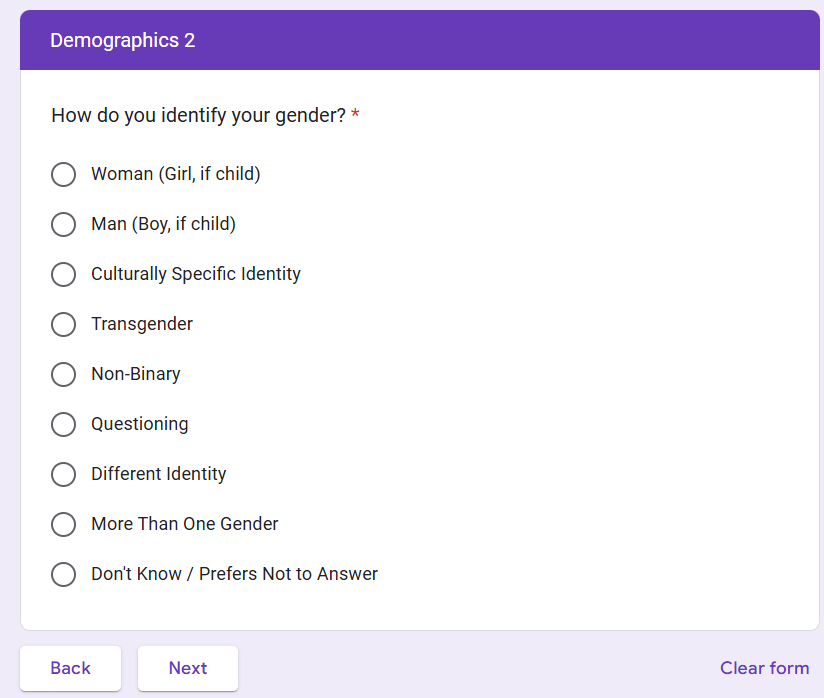 Demographics 2
How do you identify your gender? *
Woman (Girl, if child)
Man (Boy, if child)
Culturally Specific Identity
Transgender
Non-Binary
Questioning
Different Identity
More Than One Gender
Don't Know / Prefers Not to Answer
Back Next Clear form